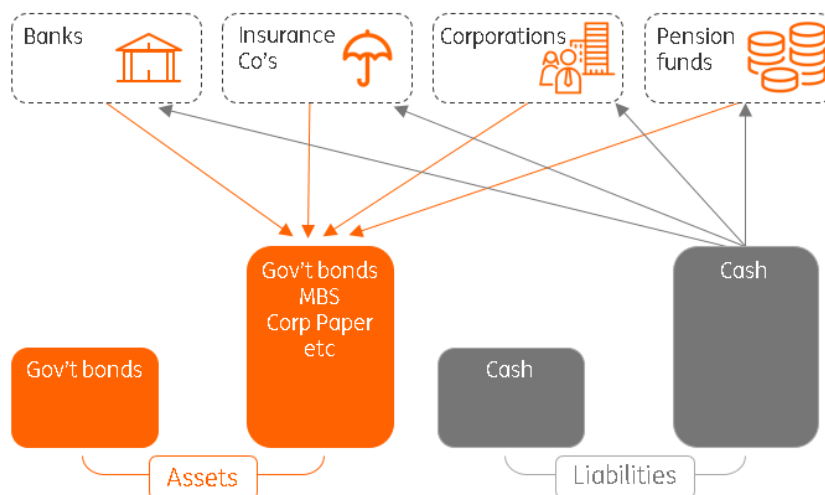 Banks
Insurance
Co's
Corporations
Pension
funds
Gov't bonds
MBS
Corp Paper
etc
Cash
Gov't bonds
Cash
Assets
Liabilities